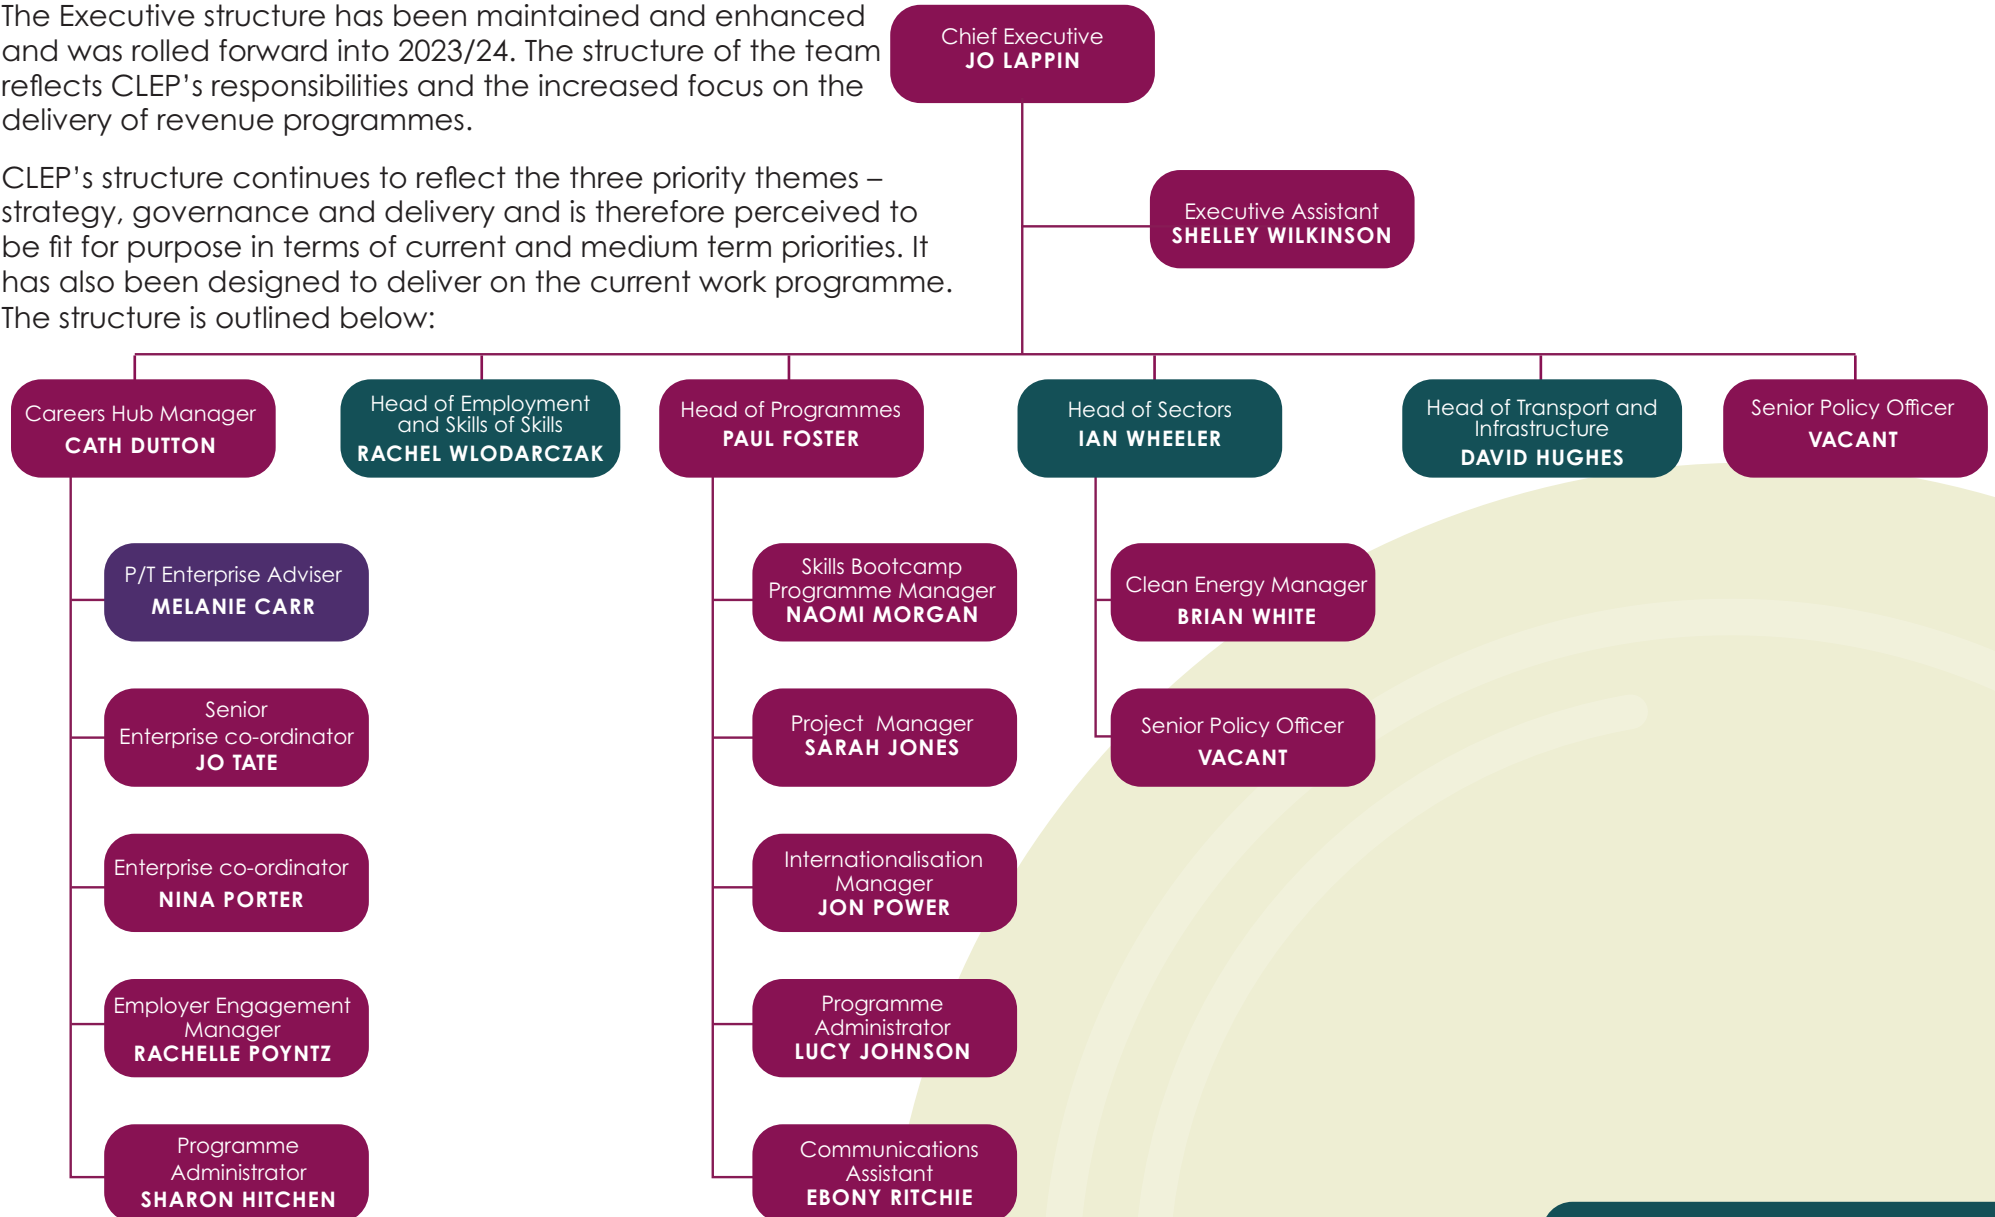 The Executive structure has been maintained and enhanced
and was rolled forward into 2023/24. The structure of the team
reflects CLEP’s responsibilities and the increased focus on the
delivery of revenue programmes.
CLEP’s structure continues to reflect the three priority themes –
strategy, governance and delivery and is therefore perceived to
be fit for purpose in terms of current and medium term priorities. It
has also been designed to deliver on the current work programme.
The structure is outlined below:
Chief Executive
JO LAPPIN
Executive Assistant
SHELLEY WILKINSON
Careers Hub Manager
CATH DUTTON
Head of Employment
and Skills of Skills
RACHEL WLODARCZAK
Head of Programmes
PAUL FOSTER
Head of Sectors
IAN WHEELER
Head of Transport and
Infrastructure
DAVID HUGHES
Senior Policy Officer
VACANT
P/T Enterprise Adviser
MELANIE CARR
Senior
Enterprise co-ordinator
JO TATE
Enterprise co-ordinator
NINA PORTER
Employer Engagement
Manager
RACHELLE POYNTZ
Programme
Administrator
SHARON HITCHEN
Skills Bootcamp
Programme Manager
NAOMI MORGAN
Project Manager
SARAH JONES
Internationalisation
Manager
JON POWER
Programme
Administrator
LUCY JOHNSON
Communications
Assistant
EBONY RITCHIE
Clean Energy Manager
BRIAN WHITE
Senior Policy Officer
VACANT